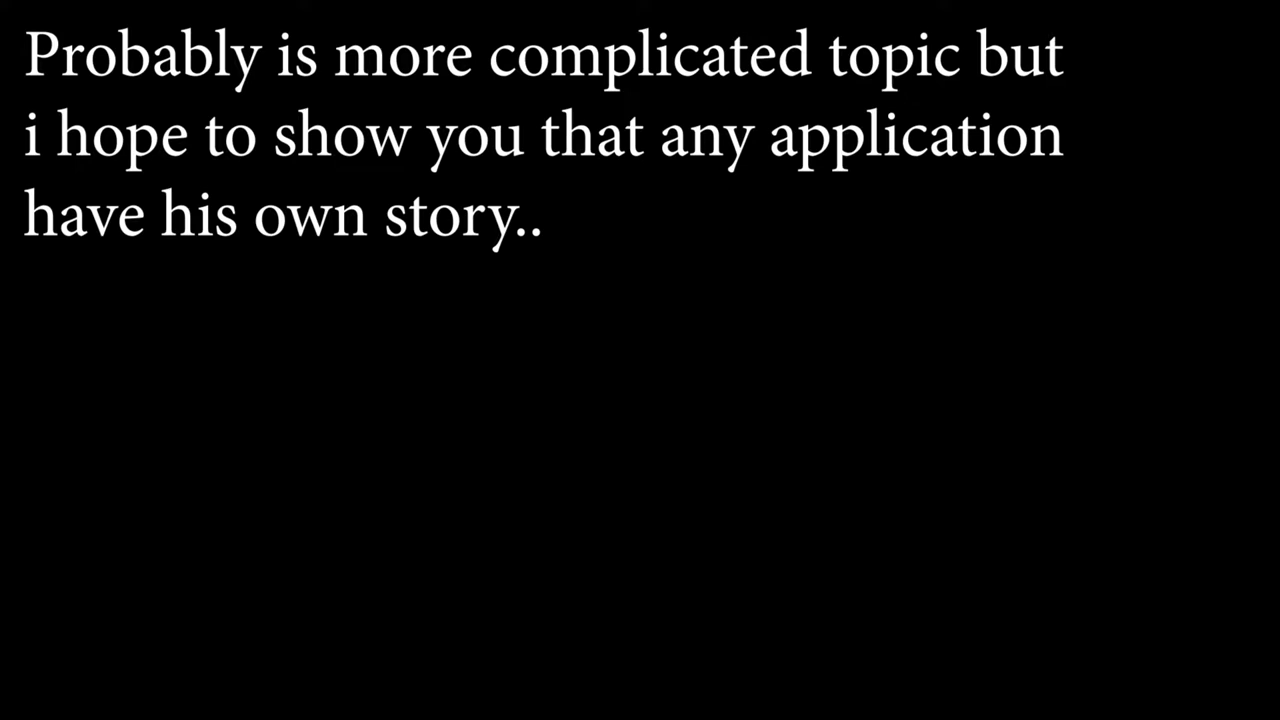 Probably is more complicated topic but
i hope to show you that any application
have his own story..